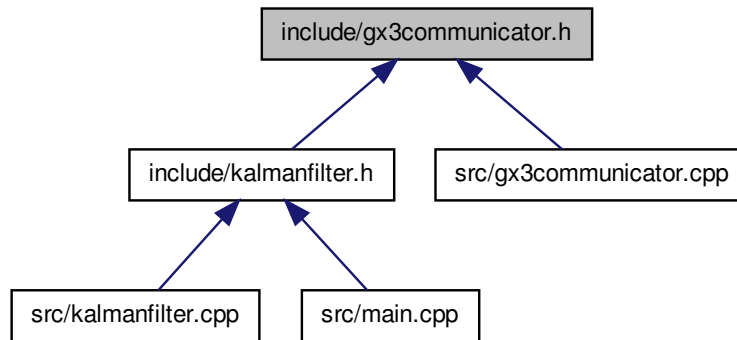 include/gx3communicator.h
include/kalmanfilter.h
src/gx3communicator.cpp
src/kalmanfilter.cpp
src/main.cpp